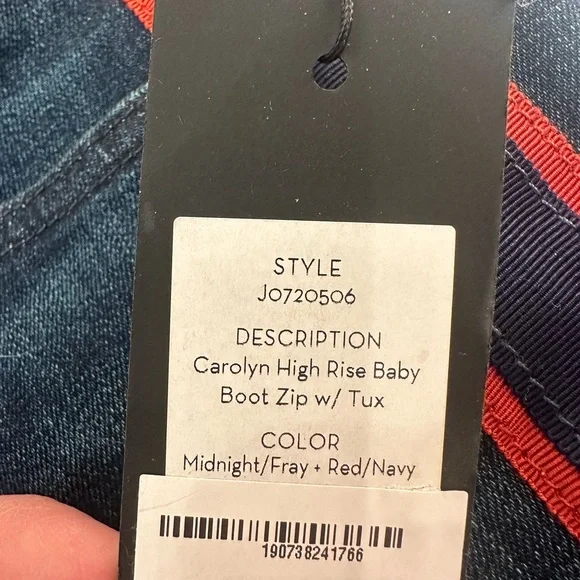 STYLE
J0720506
DESCRIPTION
Carolyn High Rise Baby
Boot Zip w/ Tux
COLOR
Midnight/Fray + Red/Navy
190738241766